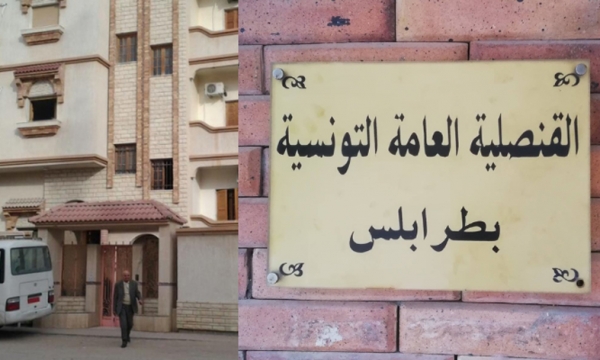 القنصلية العامة التونسية
بطرابلس